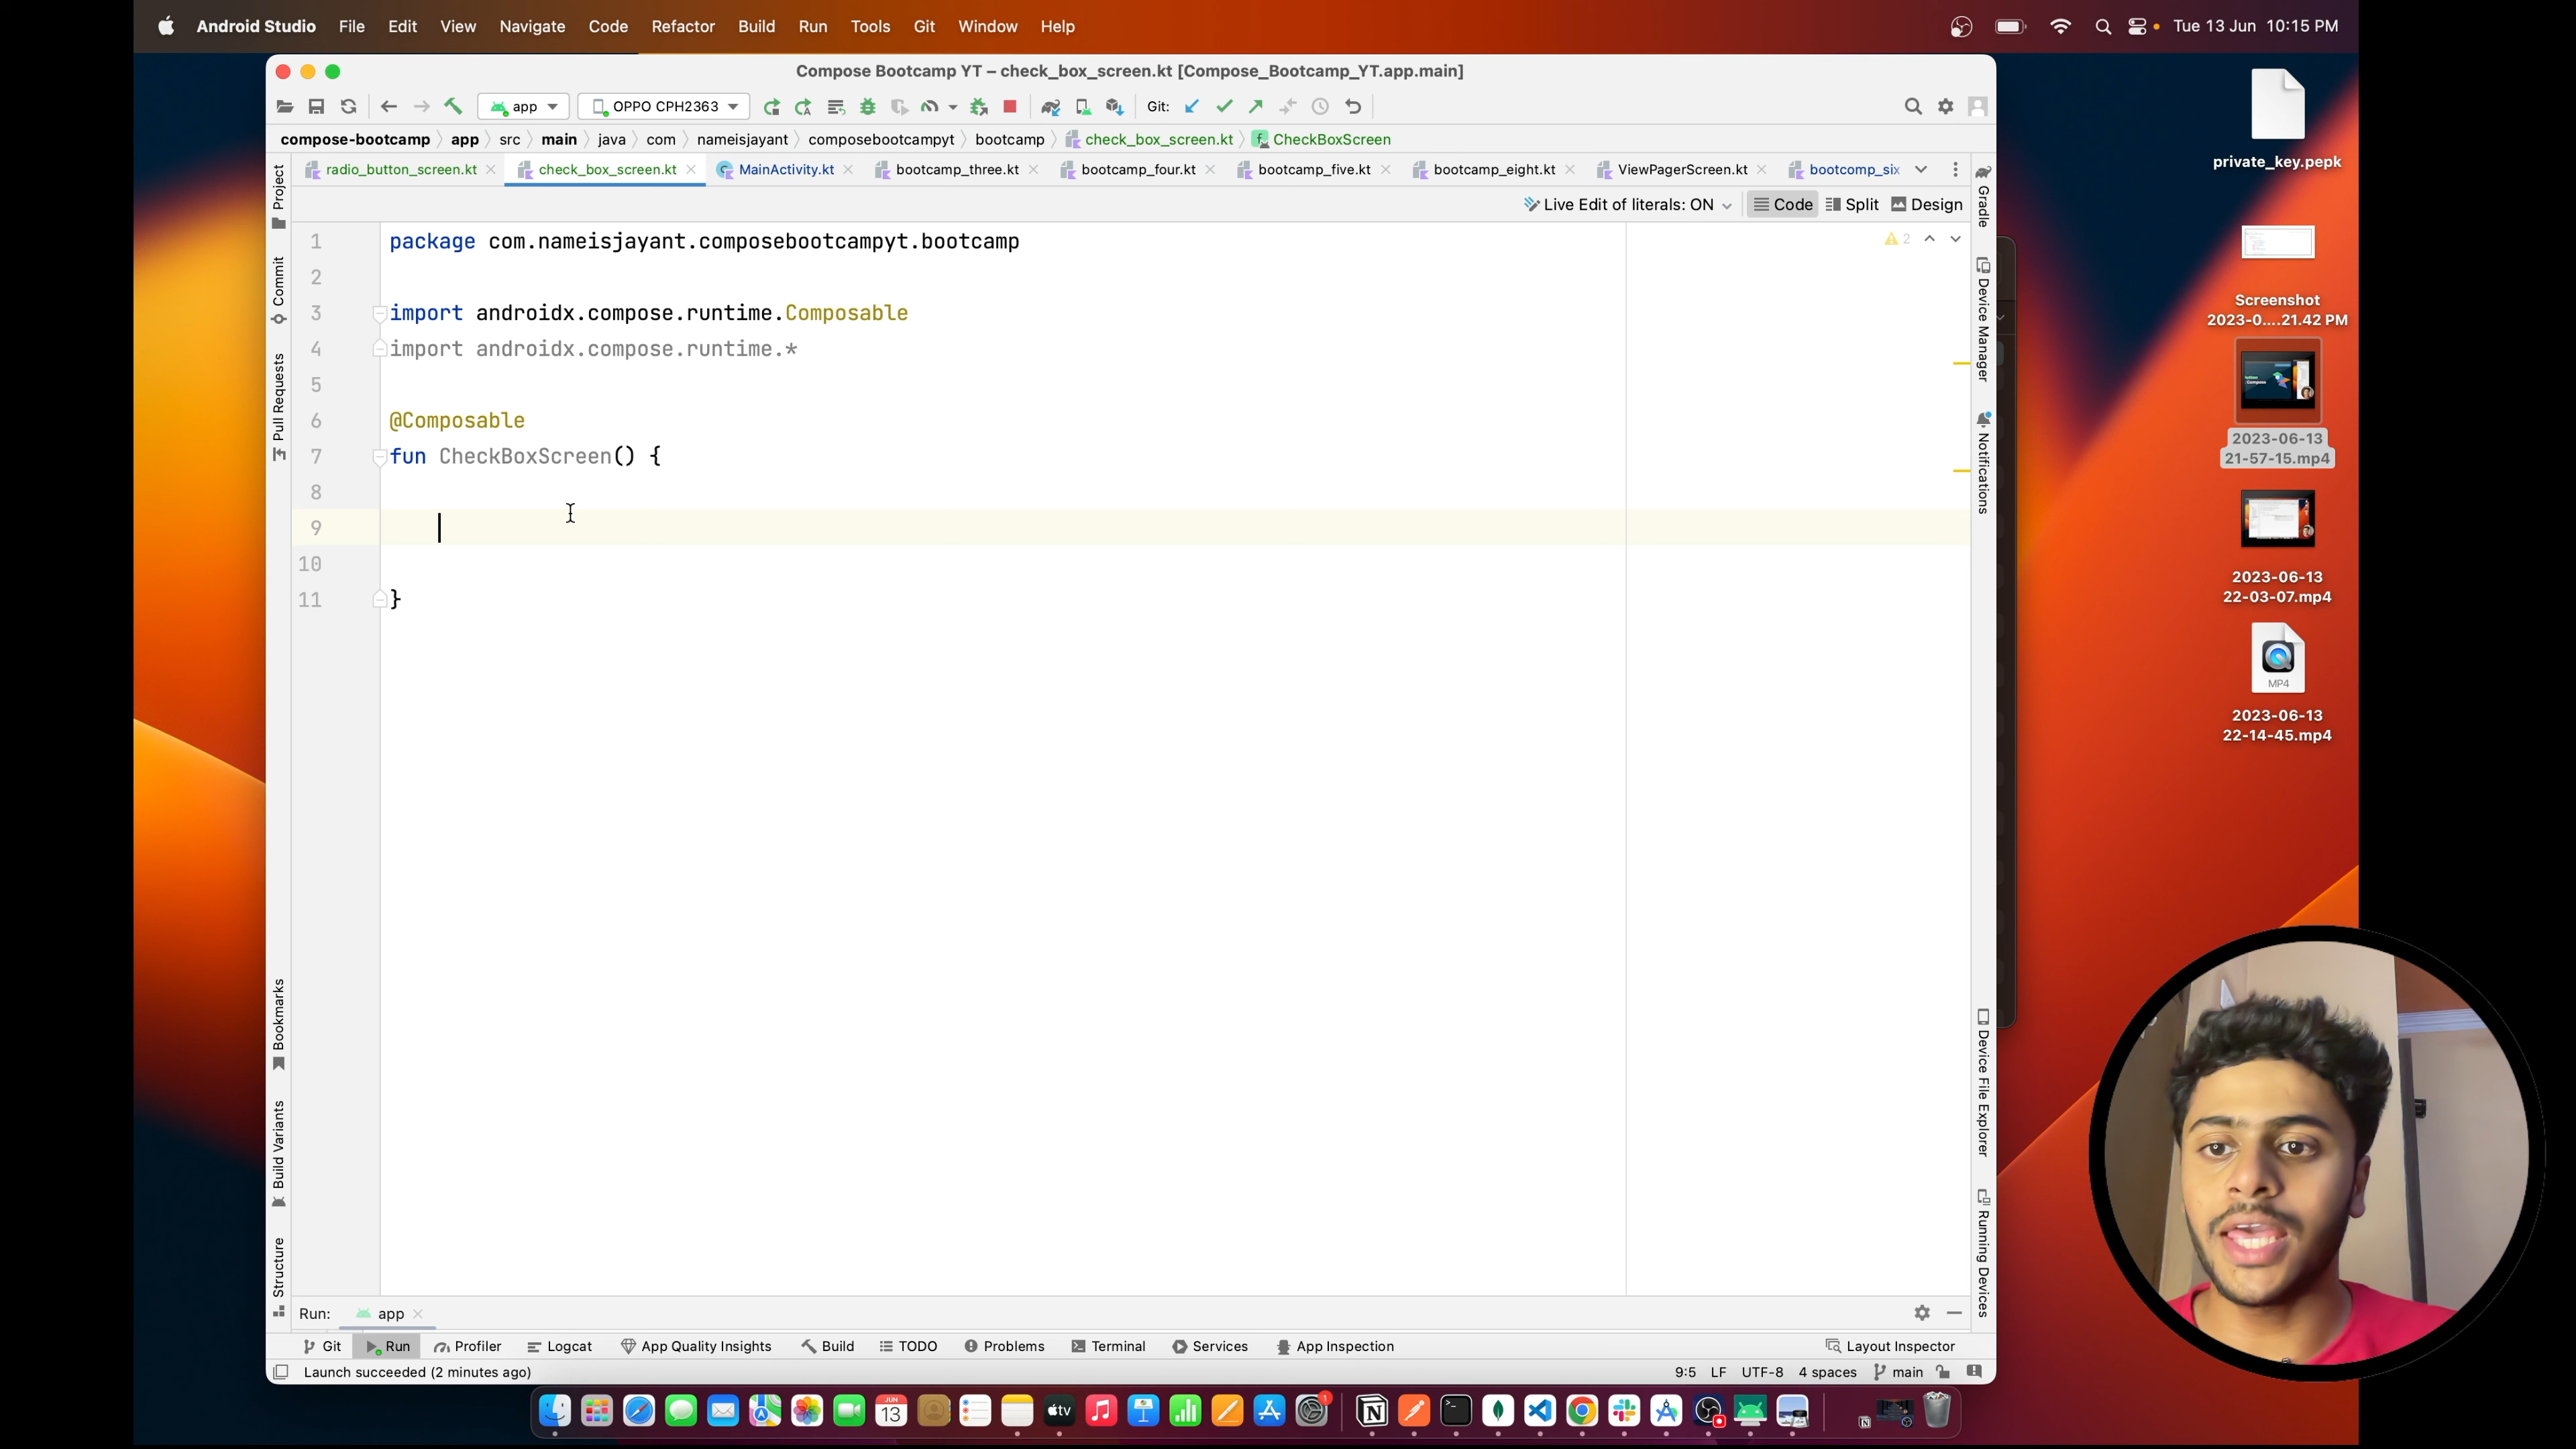 Android Studio File Edit View Navigate Code Refactor Build Run Tools Git Window Help
Tue 13 Jun 10:15 PM
Compose Bootcamp YT – check_box_screen.kt [Compose_Bootcamp_YT.app.main]
app OPPO CPH2363 Git:
compose-bootcamp app src main java com nameisjayant composebootcampyt bootcamp check_box_screen.kt CheckBoxScreen
radio_button_screen.kt check_box_screen.kt MainActivity.kt bootcamp_three.kt bootcamp_four.kt bootcamp_five.kt bootcamp_eight.kt ViewPagerScreen.kt bootcomp_six
Live Edit of literals: ON Code Split Design
1 package com.nameisjayant.composebootcampyt.bootcamp
2
2
3 import androidx.compose.runtime.Composable
4 import androidx.compose.runtime.*
5
6 @Composable
7 fun CheckBoxScreen() {
8
9
10
11 }
Project
Commit
Pull Requests
Bookmarks
Build Variants
Structure
Gradle
Device Manager
Notifications
Device File Explorer
Running Devices
Run: app
Git Run Profiler Logcat App Quality Insights Build TODO Problems Terminal Services App Inspection Layout Inspector
Launch succeeded (2 minutes ago) 9:5 LF UTF-8 4 spaces main
private_key.pepk
Screenshot
2023-0....21.42 PM
2023-06-13
21-57-15.mp4
2023-06-13
22-03-07.mp4
MP4
2023-06-13
22-14-45.mp4
JUN
13
tv
1